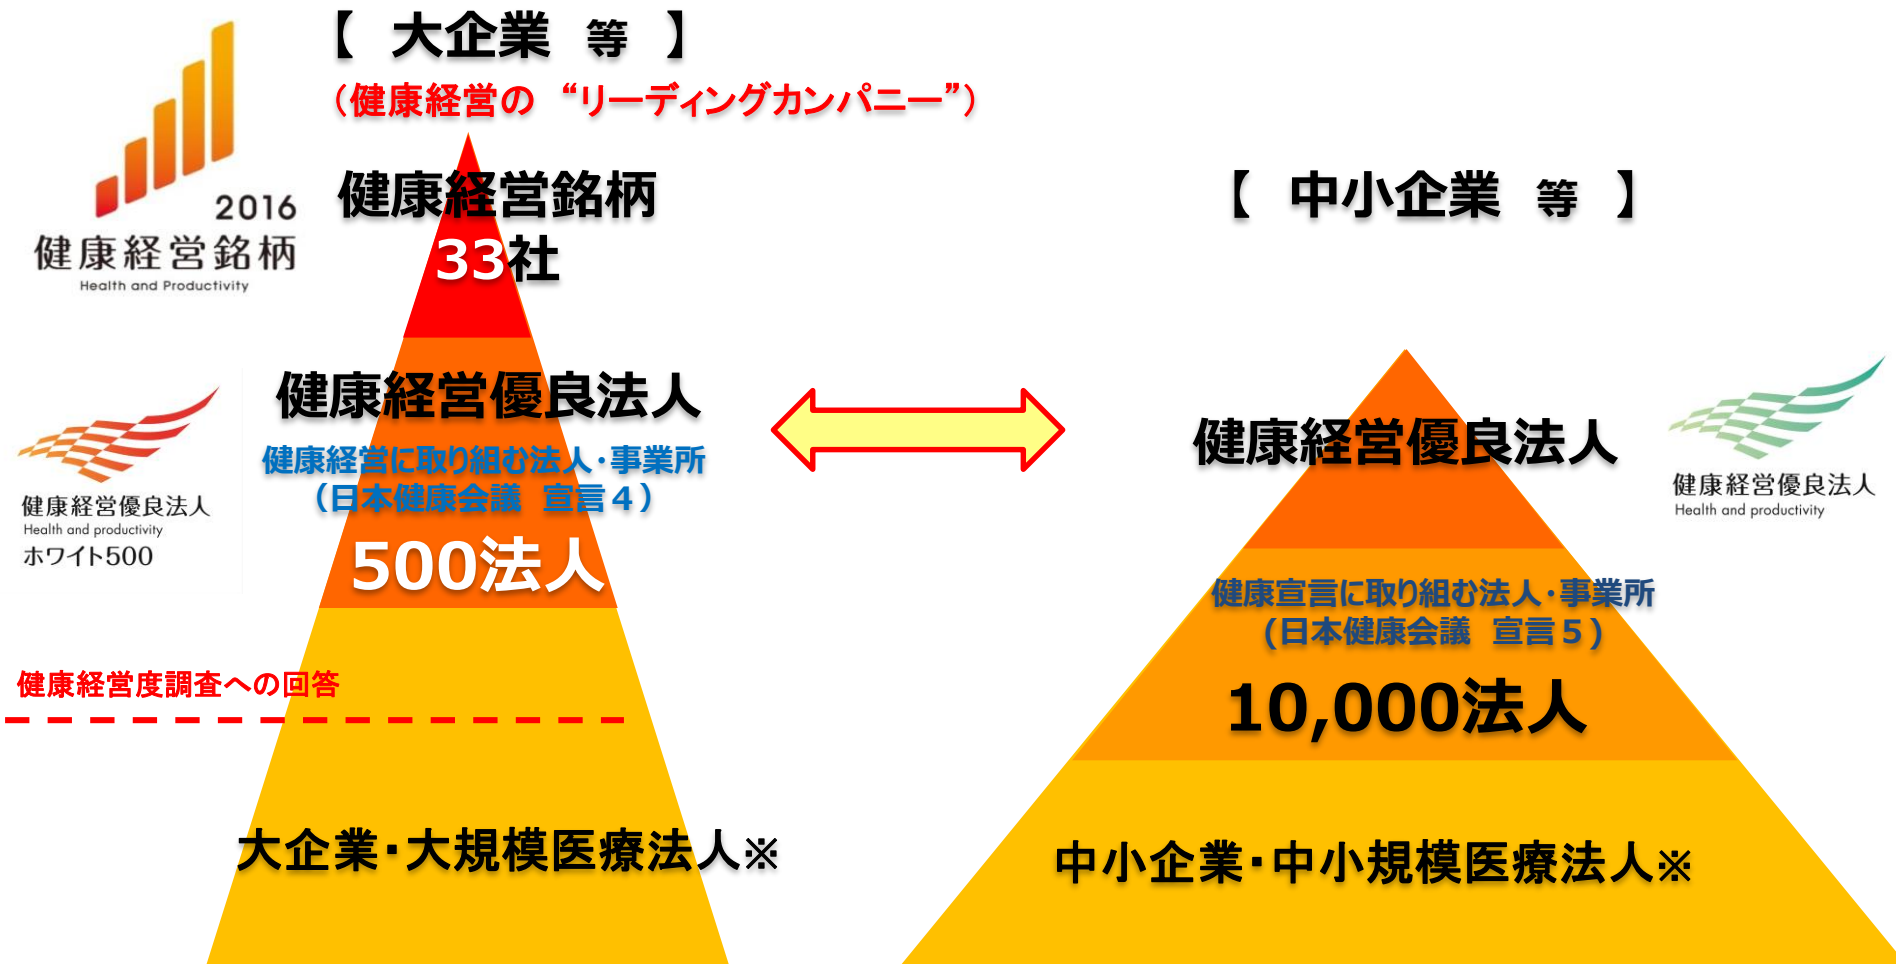 【 大企業 等 】
（健康経営の “リーディングカンパニー”）
2016
健康経営銘柄
Health and Productivity
健康経営銘柄
33社
健康経営優良法人
Health and productivity
ホワイト500
健康経営優良法人
健康経営に取り組む法人・事業所
（日本健康会議 宣言４）
500法人
健康経営度調査への回答
大企業・大規模医療法人※
【 中小企業 等 】
健康経営優良法人
健康経営優良法人
Health and productivity
健康宣言に取り組む法人・事業所
(日本健康会議 宣言５)
10,000法人
中小企業・中小規模医療法人※